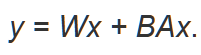 y = Wx + BAx.